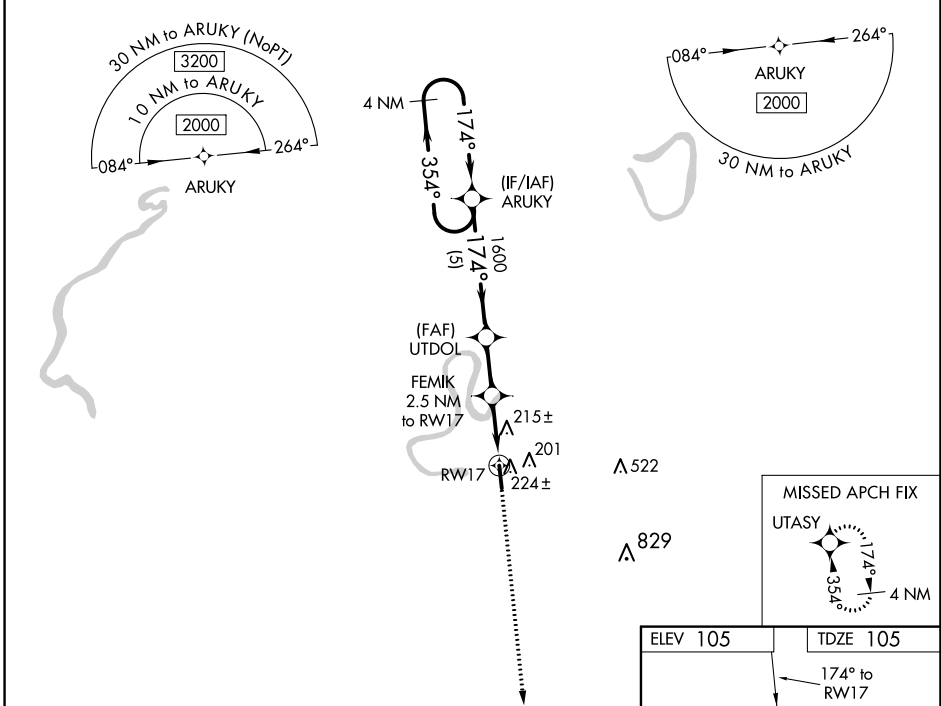 30 NM to ARUKY (NoPT)
3200
10 NM to ARUKY
2000
084°
264°
ARUKY
4 NM
174°
354°
(IF/IAF)
ARUKY
1600
174°
(5)
(FAF)
UTDOL
FEMIK
2.5 NM
to RW17
215±
201
RW17
224±
522
829
084°
264°
ARUKY
2000
30 NM to ARUKY
MISSED APCH FIX
UTASY
174°
354°
4 NM
ELEV 105
TDZE 105
174° to
RW17